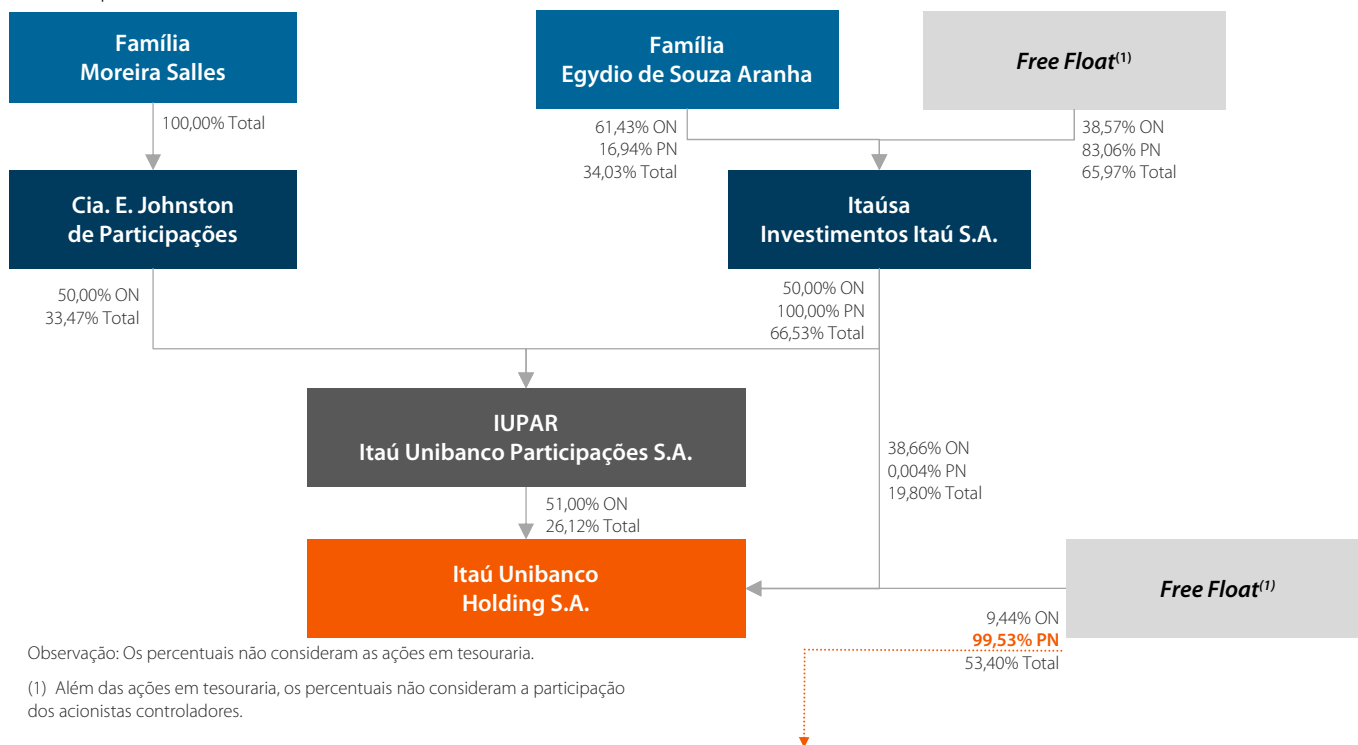 Família
Moreira Salles
Família
Egydio de Souza Aranha
Free Float(1)
100,00% Total
61,43% ON
16,94% PN
34,03% Total
38,57% ON
83,06% PN
65,97% Total
Cia. E. Johnston
de Participações
Itaúsa
Investimentos Itaú S.A.
50,00% ON
33,47% Total
50,00% ON
100,00% PN
66,53% Total
IUPAR
Itaú Unibanco Participações S.A.
38,66% ON
0,004% PN
19,80% Total
51,00% ON
26,12% Total
Itaú Unibanco
Holding S.A.
Free Float(1)
9,44% ON
99,53% PN
53,40% Total
Observação: Os percentuais não consideram as ações em tesouraria.
(1) Além das ações em tesouraria, os percentuais não consideram a participação
dos acionistas controladores.